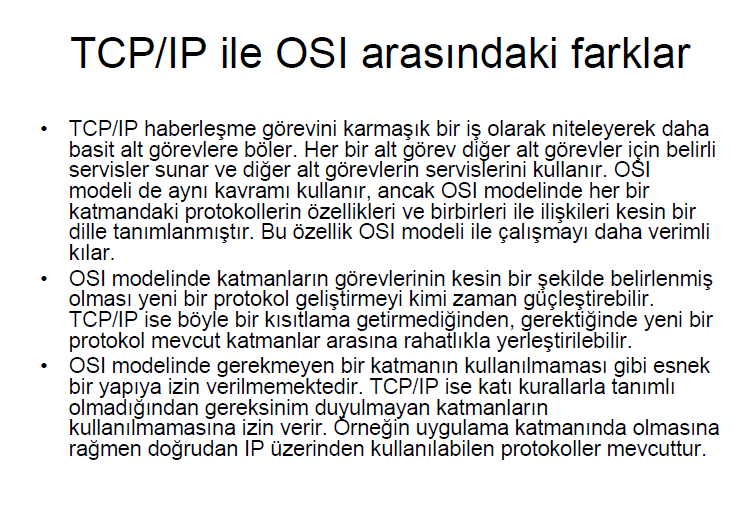 TCP/IP ile OSI arasındaki farklar
• TCP/IP haberleşme görevini karmaşık bir iş olarak niteleyerek daha
basit alt görevlere böler. Her bir alt görev diğer alt görevler için belirli
servisler sunar ve diğer alt görevlerin servislerini kullanır. OSI
modeli de aynı kavramı kullanır, ancak OSI modelinde her bir
katmandaki protokollerin özellikleri ve birbirleri ile ilişkileri kesin bir
dille tanımlanmıştır. Bu özellik OSI modeli ile çalışmayı daha verimli
kılar.
• OSI modelinde katmanların görevlerinin kesin bir şekilde belirlenmiş
olması yeni bir protokol geliştirmeyi kimi zaman güçleştirebilir.
TCP/IP ise böyle bir kısıtlama getirmediğinden, gerektiğinde yeni bir
protokol mevcut katmanlar arasına rahatlıkla yerleştirilebilir.
• OSI modelinde gerekmeyen bir katmanın kullanılmaması gibi esnek
bir yapıya izin verilmemektedir. TCP/IP ise katı kurallarla tanımlı
olmadığından gereksinim duyulmayan katmanların
kullanılmamasına izin verir. Örneğin uygulama katmanında olmasına
rağmen doğrudan IP üzerinden kullanılabilen protokoller mevcuttur.